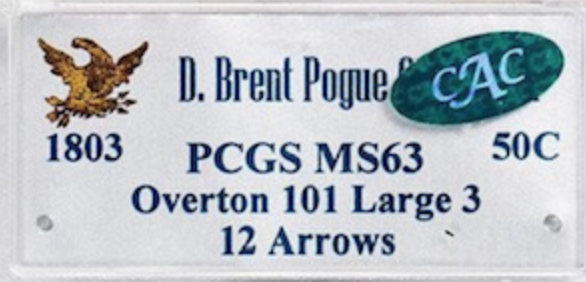 D. Brent Pogue CAC
1803 PCGS MS63 50C
Overton 101 Large 3
12 Arrows